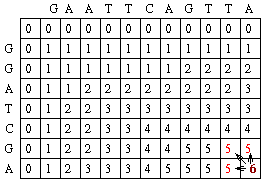 G A A T T C A G T T A
0 0 0 0 0 0 0 0 0 0 0 0
G 0 1 1 1 1 1 1 1 1 1 1 1
G 0 1 1 1 1 1 1 1 2 2 2 2
A 0 1 1 2 2 2 2 2 2 2 2 3
T 0 1 2 2 3 3 3 3 3 3 3 3
C 0 1 2 2 3 3 4 4 4 4 4 4
G 0 1 2 2 3 3 4 4 5 5 5 5
A 0 1 2 3 3 3 4 5 5 5 5 6